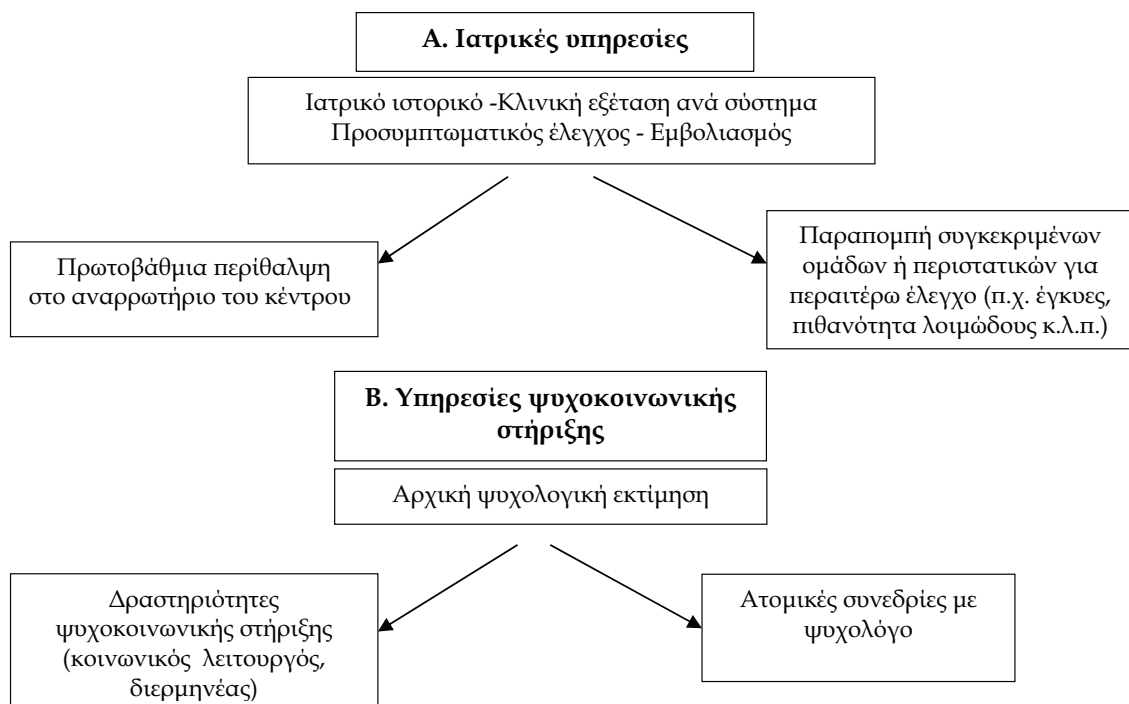 Α. Ιατρικές υπηρεσίες
Ιατρικό ιστορικό -Κλινική εξέταση ανά σύστημα
Προσυμπτωματικός έλεγχος - Εμβολιασμός
Πρωτοβάθμια περίθαλψη
στο αναρρωτήριο του κέντρου
Παραπομπή συγκεκριμένων
ομάδων ή περιστατικών για
περαιτέρω έλεγχο (π.χ. έγκυες,
πιθανότητα λοιμώδους κ.λ.π.)
Β. Υπηρεσίες ψυχοκοινωνικής
στήριξης
Αρχική ψυχολογική εκτίμηση
Δραστηριότητες
ψυχοκοινωνικής στήριξης
(κοινωνικός λειτουργός,
διερμηνέας)
Ατομικές συνεδρίες με
ψυχολόγο